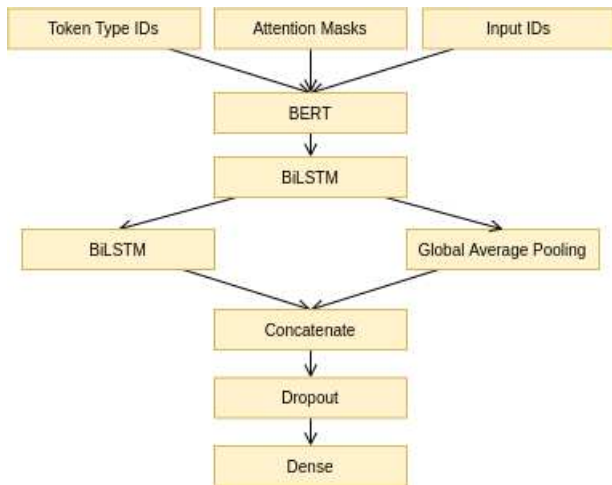 Token Type IDs
Attention Masks
Input IDs
BERT
BiLSTM
BiLSTM
Global Average Pooling
Concatenate
Dropout
Dense